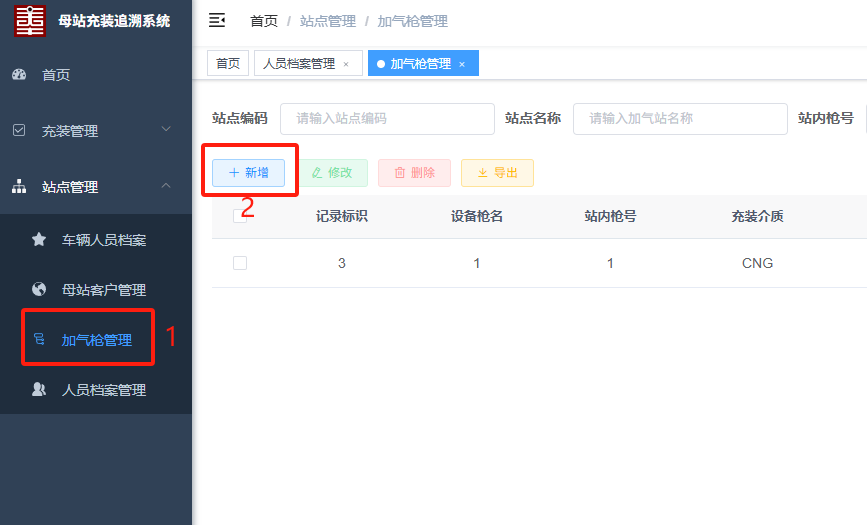 母站充装追溯系统
首页 / 站点管理 / 加气枪管理
首页 人员档案管理 × 加气枪管理 ×
首页
充装管理
站点管理
车辆人员档案
母站客户管理
加气枪管理 1
人员档案管理
站点编码 请输入站点编码 站点名称 请输入加气站名称 站内枪号
+ 新增 修改 删除 导出
2
记录标识 设备枪名 站内枪号 充装介质
3 1 1 CNG